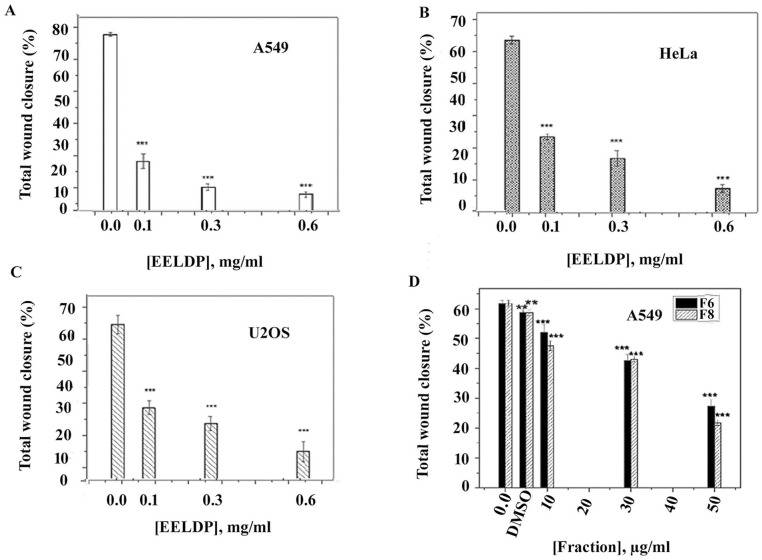 A
Total wound closure (%)
80
70
60
50
40
20
10
0
A549
***
***
***
0.0 0.1 0.3 0.6
[EELDP], mg/ml
B
Total wound closure (%)
70
60
50
40
30
20
10
0
HeLa
***
***
***
0.0 0.1 0.3 0.6
[EELDP], mg/ml
C
Total wound closure (%)
70
60
50
40
30
20
10
0
U2OS
***
***
***
0.0 0.1 0.3 0.6
[EELDP], mg/ml
D
Total wound closure (%)
60
50
40
30
20
10
0
A549
F6
F8
** **
***
***
*** ***
***
***
0.0 DMSO 10 20 30 40 50
[Fraction], µg/ml